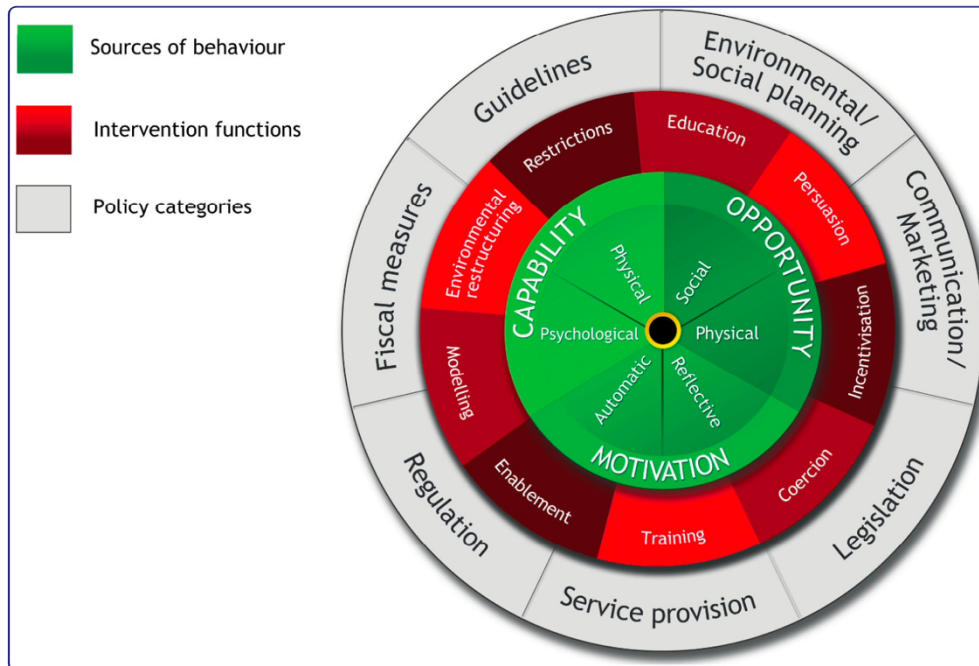 Sources of behaviour
Intervention functions
Policy categories
Guidelines
Environmental/
Social planning
Communication/
Marketing
Legislation
Service provision
Regulation
Fiscal measures
Restrictions
Education
Persuasion
Incentivisation
Coercion
Training
Enablement
Modelling
Environmental
restructuring
CAPABILITY
OPPORTUNITY
MOTIVATION
Physical
Social
Psychological
Physical
Automatic
Reflective